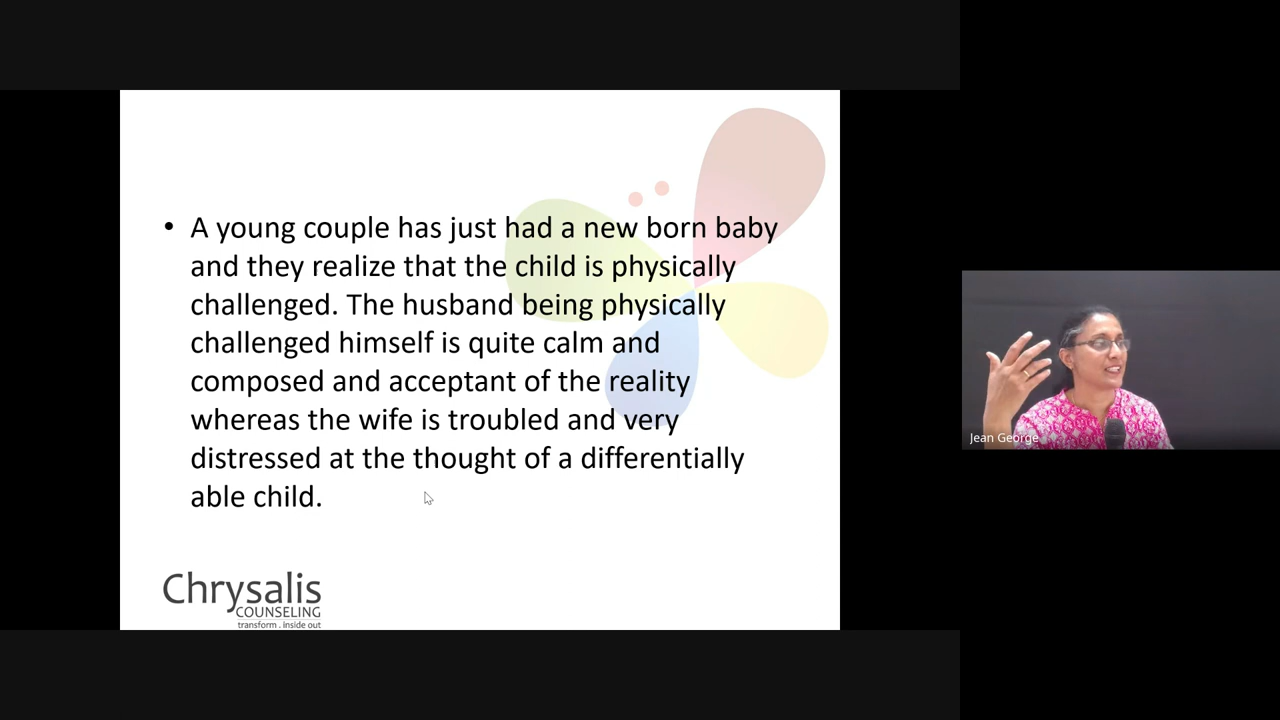 • A young couple has just had a new born baby
and they realize that the child is physically
challenged. The husband being physically
challenged himself is quite calm and
composed and acceptant of the reality
whereas the wife is troubled and very
distressed at the thought of a differentially
able child.
Chrysalis
COUNSELING
transform . inside out
Jean George